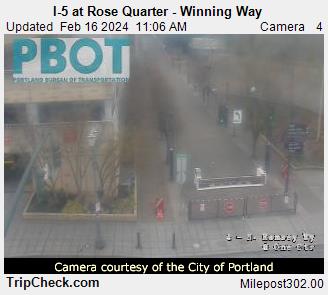 I-5 at Rose Quarter - Winning Way
Updated Feb 16 2024 11:06 AM Camera 4
PBOT
PORTLAND BUREAU OF TRANSPORTATION
Camera courtesy of the City of Portland
TripCheck.com Milepost302.00